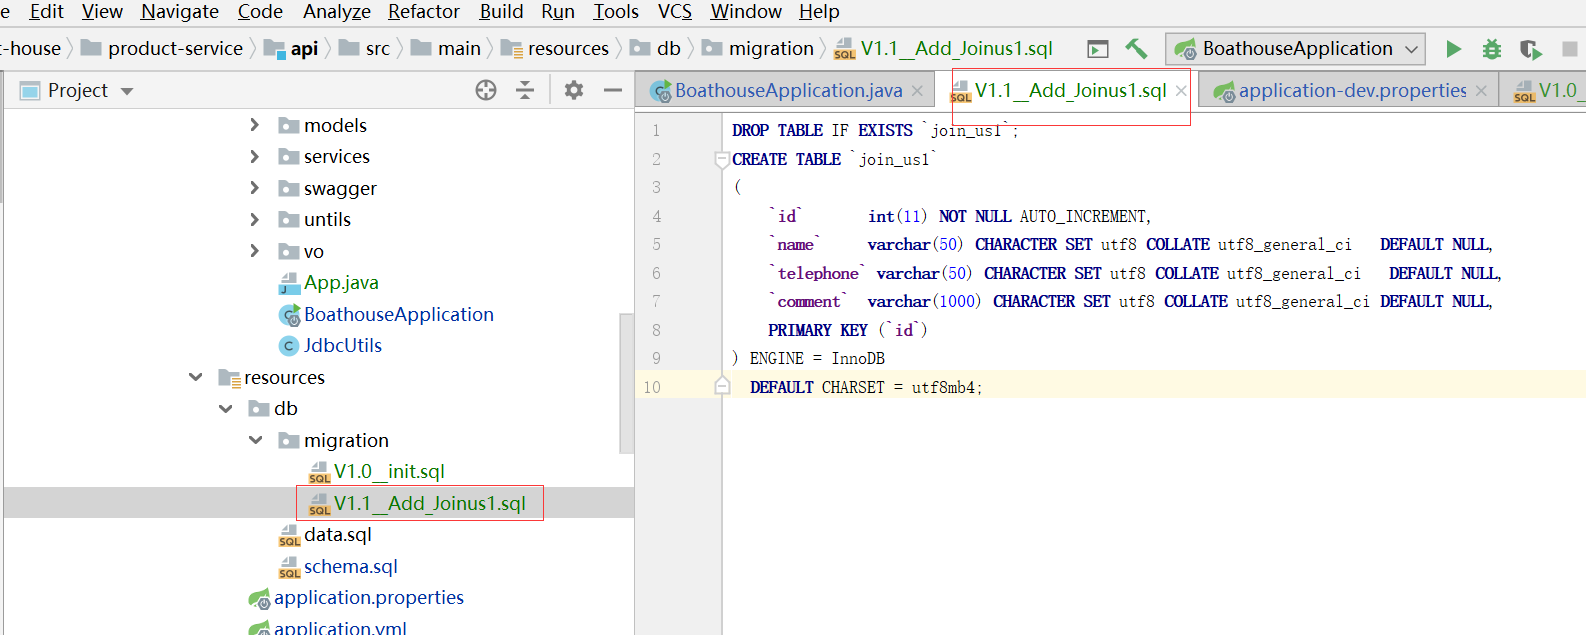 e Edit View Navigate Code Analyze Refactor Build Run Tools VCS Window Help
t-house product-service api src main resources db migration V1.1__Add_Joinus1.sql BoathouseApplication
Project
BoathouseApplication.java V1.1__Add_Joinus1.sql application-dev.properties V1.0_
models
services
swagger
untils
vo
App.java
BoathouseApplication
JdbcUtils
resources
db
migration
V1.0__init.sql
V1.1__Add_Joinus1.sql
data.sql
schema.sql
application.properties
application.yml
1 DROP TABLE IF EXISTS `join_us1`;
2 CREATE TABLE `join_us1`
3 (
4 `id` int(11) NOT NULL AUTO_INCREMENT,
5 `name` varchar(50) CHARACTER SET utf8 COLLATE utf8_general_ci DEFAULT NULL,
6 `telephone` varchar(50) CHARACTER SET utf8 COLLATE utf8_general_ci DEFAULT NULL,
7 `comment` varchar(1000) CHARACTER SET utf8 COLLATE utf8_general_ci DEFAULT NULL,
8 PRIMARY KEY (`id`)
9 ) ENGINE = InnoDB
10 DEFAULT CHARSET = utf8mb4;